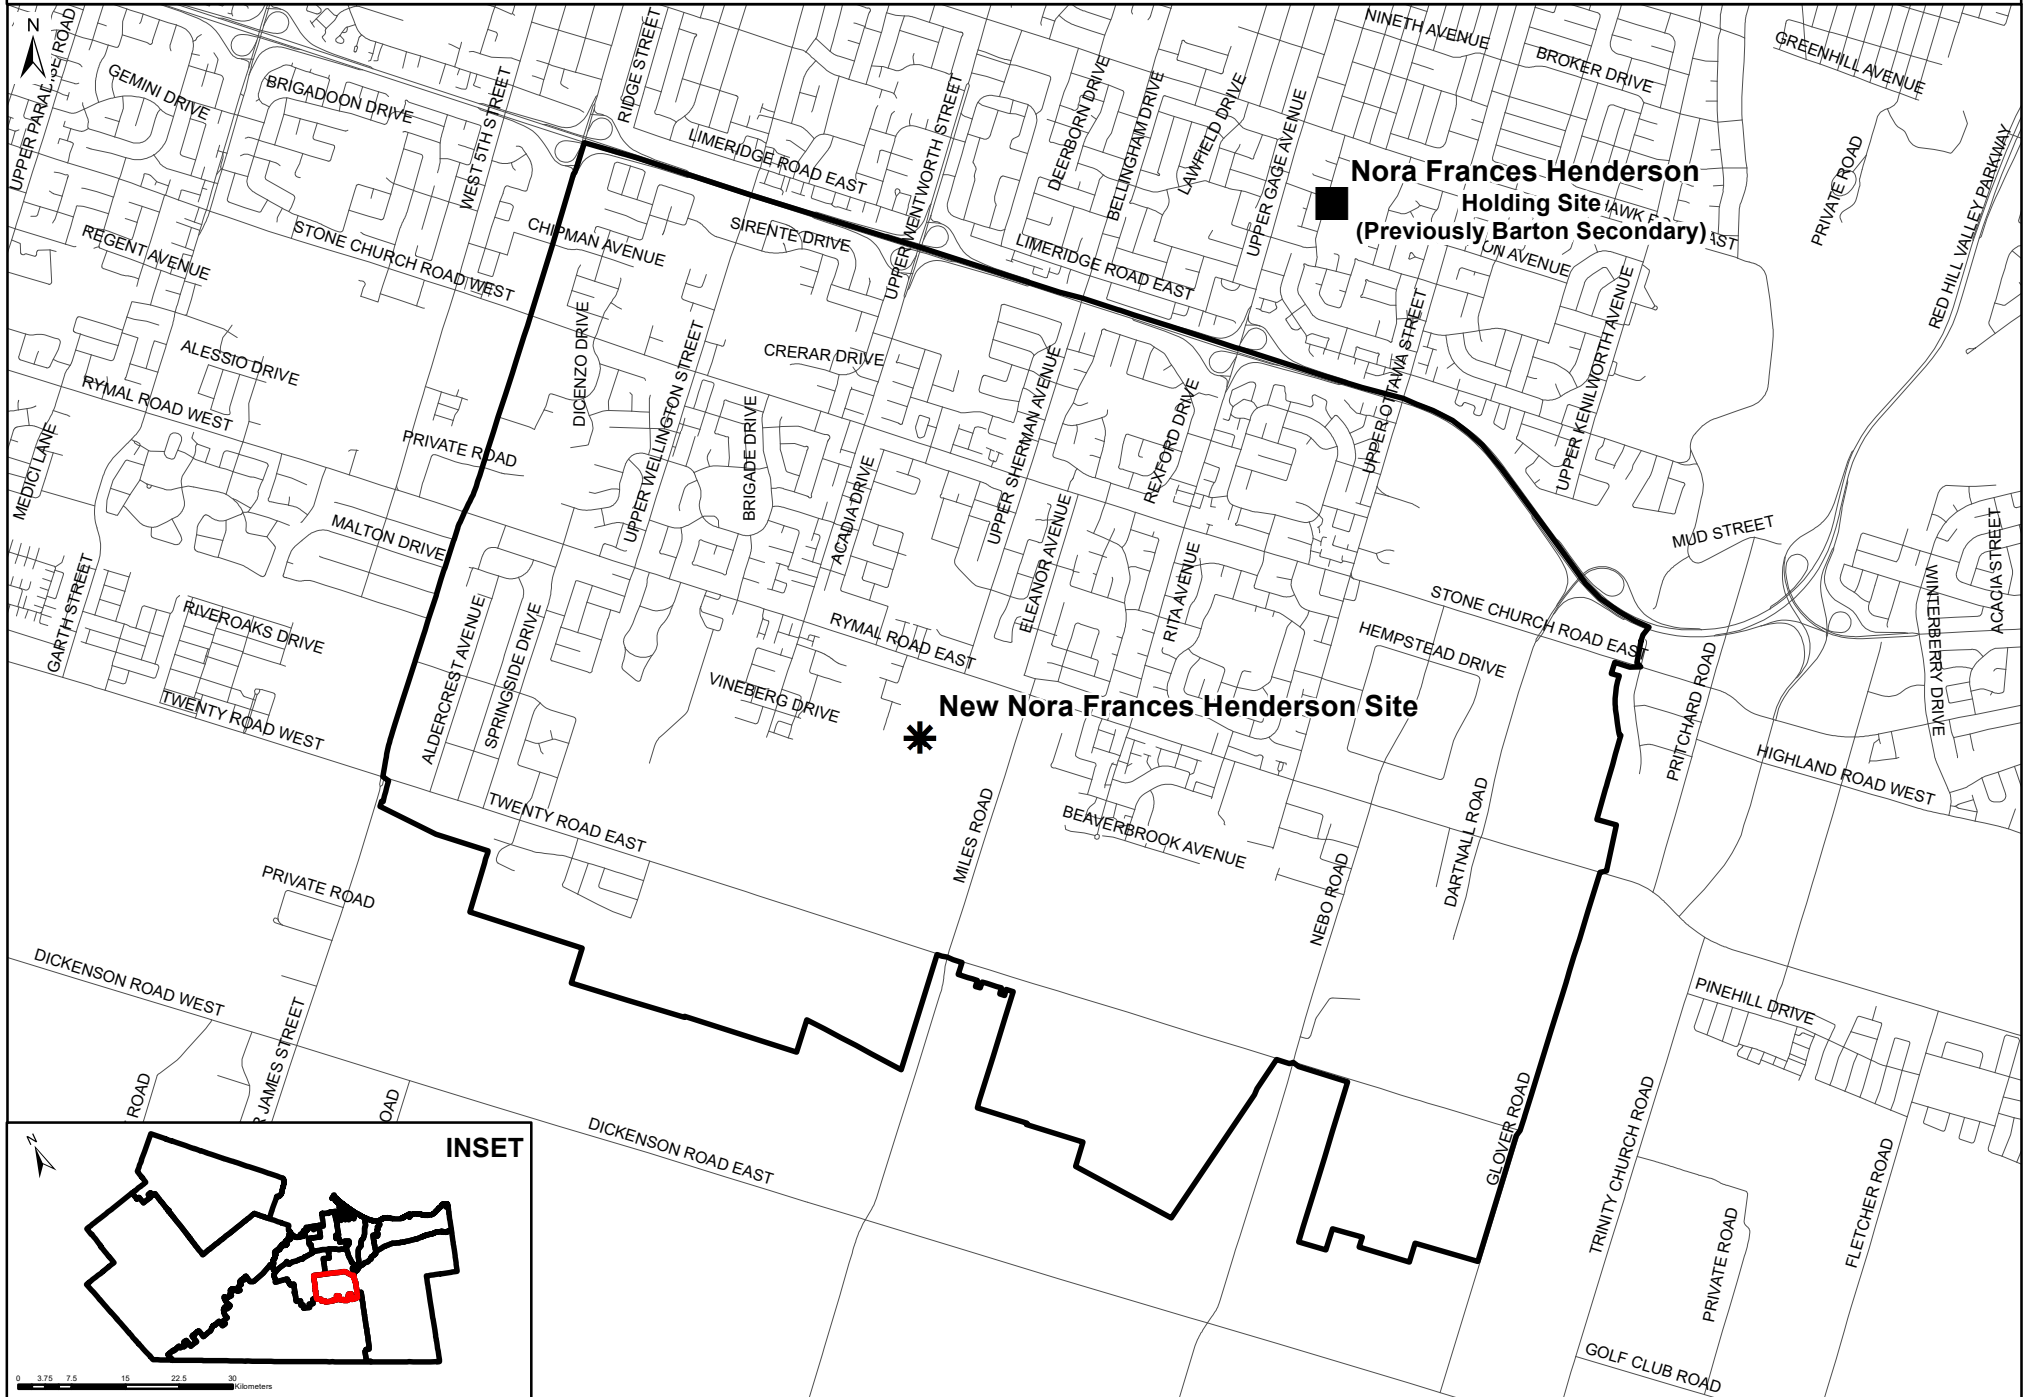 N
UPPER PARADISE ROAD
GEMINI DRIVE
BRIGADOON DRIVE
WEST 5TH STREET
RIDGE STREET
LIMERIDGE ROAD EAST
UPPER WENTWORTH STREET
DEERBORN DRIVE
BELLINGHAM DRIVE
LAWFIELD DRIVE
UPPER GAGE AVENUE
NINETH AVENUE
BROKER DRIVE
GREENHILL AVENUE
PRIVATE ROAD
RED HILL VALLEY PARKWAY
Nora Frances Henderson
Holding Site
(Previously Barton Secondary)
AST
ON AVENUE
REGENT AVENUE
STONE CHURCH ROAD WEST
CHIPMAN AVENUE
SIRENTE DRIVE
LIMERIDGE ROAD EAST
UPPER OTTAWA STREET
UPPER KENILWORTH AVENUE
ALESSIO DRIVE
RYMAL ROAD WEST
MEDICI LANE
PRIVATE ROAD
DICENZO DRIVE
UPPER WELLINGTON STREET
BRIGADE DRIVE
CRERAR DRIVE
ACADIA DRIVE
UPPER SHERMAN AVENUE
ELEANOR AVENUE
REXFORD DRIVE
RITA AVENUE
MALTON DRIVE
MUD STREET
WINTERBERRY DRIVE
ACACIA STREET
GARTH STREET
RIVEROAKS DRIVE
TWENTY ROAD WEST
ALDERCREST AVENUE
SPRINGSIDE DRIVE
VINEBERG DRIVE
RYMAL ROAD EAST
STONE CHURCH ROAD EAST
HEMPSTEAD DRIVE
PRITCHARD ROAD
HIGHLAND ROAD WEST
New Nora Frances Henderson Site
TWENTY ROAD EAST
MILES ROAD
BEAVERBROOK AVENUE
NEBO ROAD
DARTNALL ROAD
PRIVATE ROAD
DICKENSON ROAD WEST
ROAD
R JAMES STREET
OAD
DICKENSON ROAD EAST
GLOVER ROAD
TRINITY CHURCH ROAD
PINEHILL DRIVE
FLETCHER ROAD
PRIVATE ROAD
GOLF CLUB ROAD
N
INSET
0 3.75 7.5 15 22.5 30
Kilometers